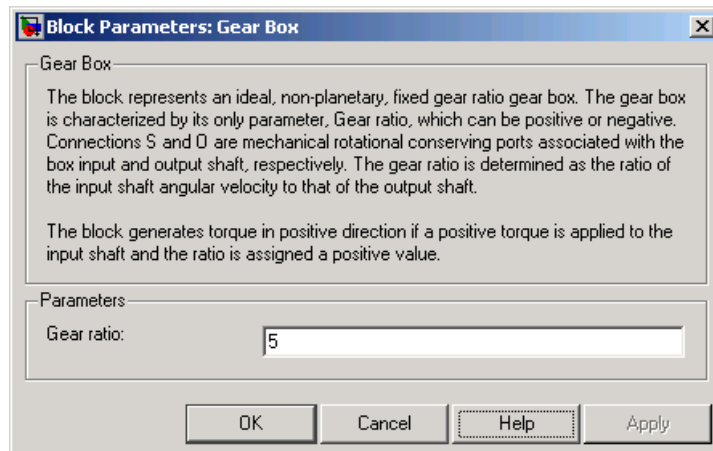 Block Parameters: Gear Box
Gear Box
The block represents an ideal, non-planetary, fixed gear ratio gear box. The gear box
is characterized by its only parameter, Gear ratio, which can be positive or negative.
Connections S and O are mechanical rotational conserving ports associated with the
box input and output shaft, respectively. The gear ratio is determined as the ratio of
the input shaft angular velocity to that of the output shaft.
The block generates torque in positive direction if a positive torque is applied to the
input shaft and the ratio is assigned a positive value.
Parameters
Gear ratio: 5
OK Cancel Help Apply